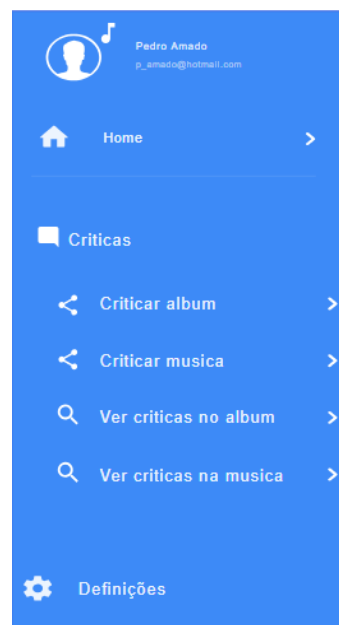 Pedro Amado
p_amado@hotmail.com
Home
Criticas
Criticar album
Criticar musica
Ver criticas no album
Ver criticas na musica
Definições